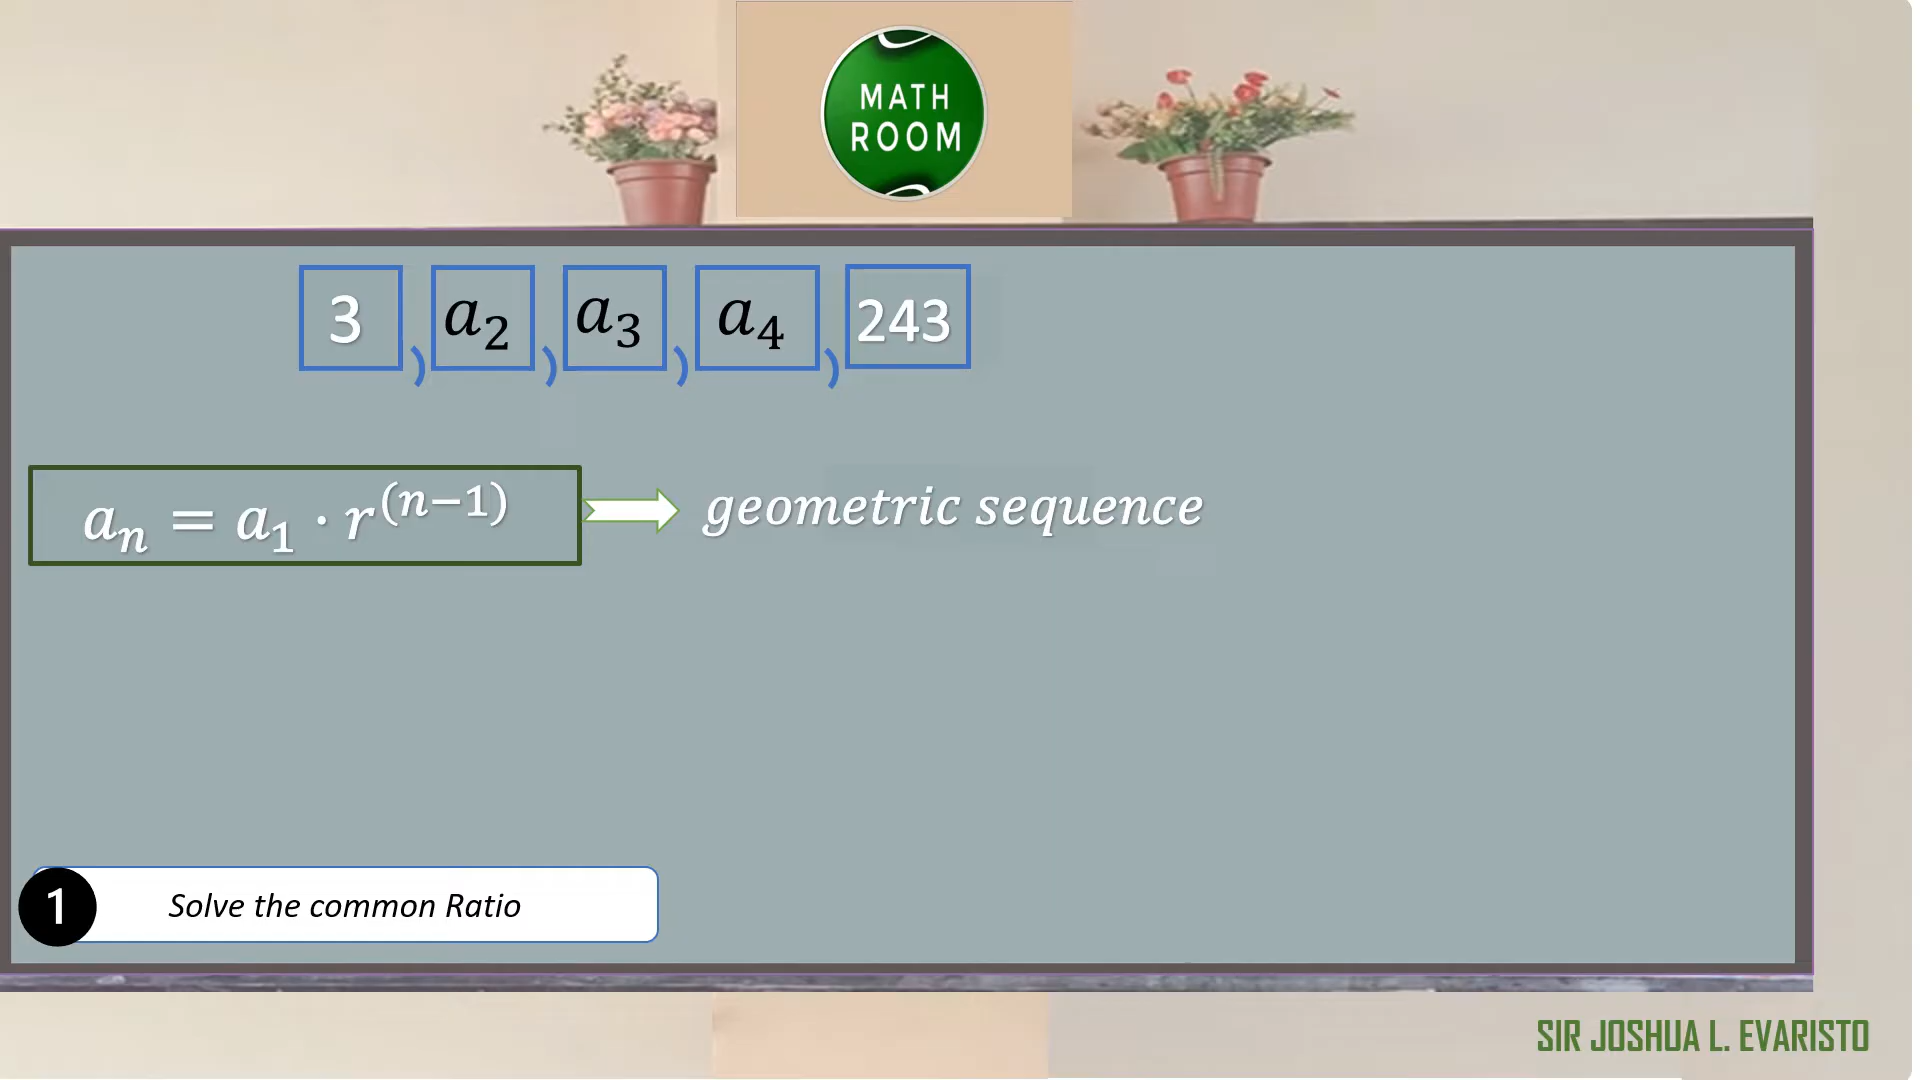 MATH
ROOM
3 , a₂ , a₃ , a₄ , 243
aₙ = a₁ · r⁽ⁿ⁻¹⁾ geometric sequence
1 Solve the common Ratio
SIR JOSHUA L. EVARISTO